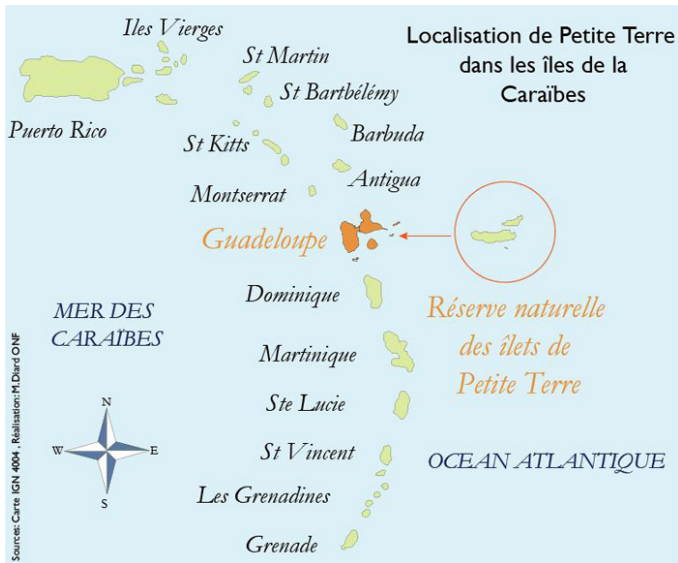 Localisation de Petite Terre
dans les îles de la
Caraïbes
Iles Vierges
St Martin
St Bartbélémy
Puerto Rico
St Kitts
Barbuda
Montserrat
Antigua
Guadeloupe
Dominique
MER DES
CARAÏBES
Réserve naturelle
des îlets de
Petite Terre
Martinique
Ste Lucie
St Vincent
OCEAN ATLANTIQUE
Les Grenadines
Grenade
N
W
E
S
Sources: Carte IGN 4004 , Réalisation: M.Diard ONF